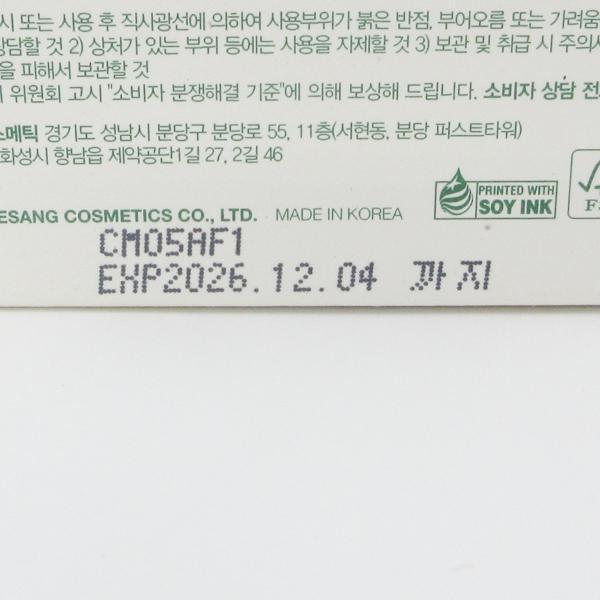 시 또는 사용 후 직사광선에 의하여 사용부위가 붉은 반점, 부어오름 또는 가려움
상담할 것 2) 상처가 있는 부위 등에는 사용을 자제할 것 3) 보관 및 취급 시 주의사
을 피해서 보관할 것
위원회 고시 "소비자 분쟁해결 기준"에 의해 보상해 드립니다. 소비자 상담 전
스메틱 경기도 성남시 분당구 분당로 55, 11층(서현동, 분당 퍼스트타워)
화성시 향남읍 제약공단1길 27, 2길 46
PRINTED WITH
SOY INK
ESANG COSMETICS CO., LTD. MADE IN KOREA
CM05AF1
EXP2026.12.04 까지